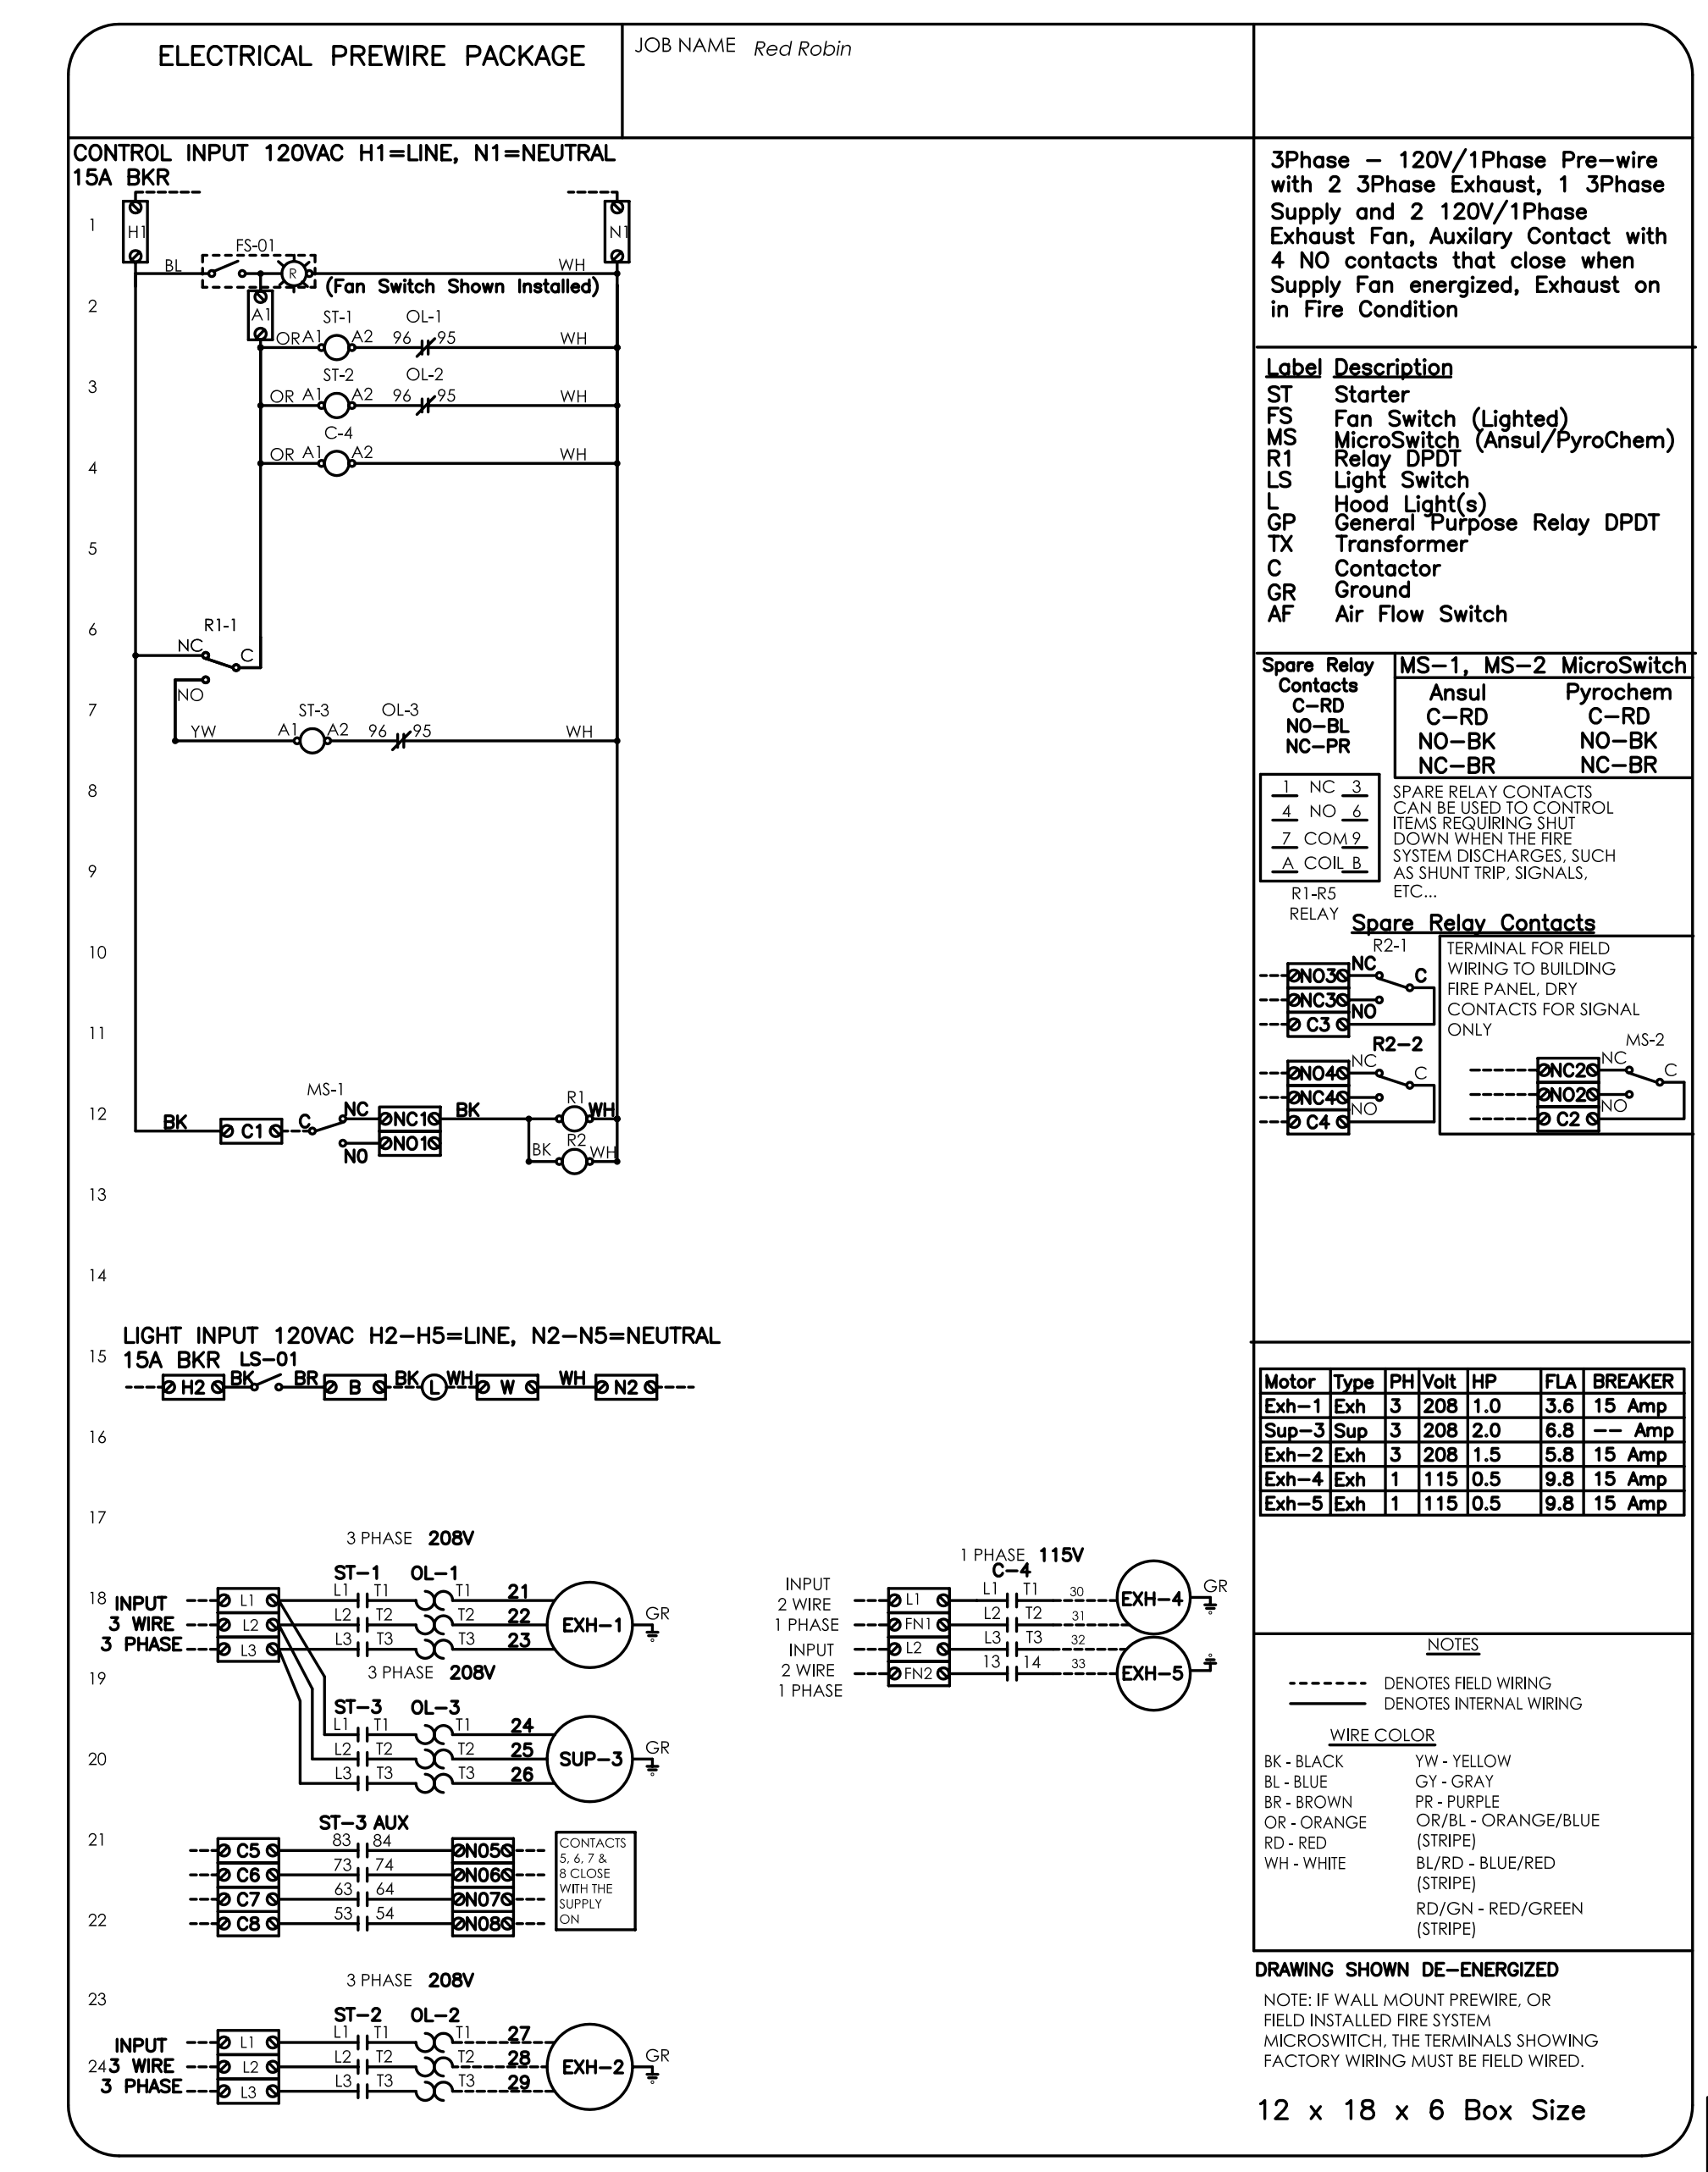 ELECTRICAL PREWIRE PACKAGE
JOB NAME Red Robin
CONTROL INPUT 120VAC H1=LINE, N1=NEUTRAL
15A BKR
1
H1
N1
FS-01
BL
R
WH
(Fan Switch Shown Installed)
2
A1
ST-1
OL-1
OR A1 A2 96 95 WH
3
ST-2
OL-2
OR A1 A2 96 95 WH
C-4
4
OR A1 A2 WH
5
6
R1-1
NC
C
NO
7
ST-3
OL-3
YW A1 A2 96 95 WH
8
9
10
11
MS-1
12
BK
C1
C
NC
NC1
BK
R1
WH
NO
NO1
BK
R2
WH
13
14
LIGHT INPUT 120VAC H2-H5=LINE, N2-N5=NEUTRAL
15
15A BKR LS-01
H2 BK BR B BK L WH W WH N2
16
17
3 PHASE 208V
ST-1 OL-1
18
INPUT
3 WIRE
3 PHASE
L1 L1 T1 T1 21
L2 L2 T2 T2 22
L3 L3 T3 T3 23
EXH-1
GR
19
3 PHASE 208V
ST-3 OL-3
L1 T1 T1 24
20
L2 T2 T2 25
L3 T3 T3 26
SUP-3
GR
21
ST-3 AUX
C5 83 84 NO5
C6 73 74 NO6
C7 63 64 NO7
22
C8 53 54 NO8
CONTACTS
5, 6, 7 &
8 CLOSE
WITH THE
SUPPLY
ON
23
3 PHASE 208V
ST-2 OL-2
INPUT
24 3 WIRE
3 PHASE
L1 L1 T1 T1 27
L2 L2 T2 T2 28
L3 L3 T3 T3 29
EXH-2
GR
1 PHASE 115V
C-4
INPUT
2 WIRE
1 PHASE
INPUT
2 WIRE
1 PHASE
L1 L1 T1 30
FN1 L2 T2 31
L2 L3 T3 32
FN2 13 14 33
EXH-4
GR
EXH-5
3Phase - 120V/1Phase Pre-wire
with 2 3Phase Exhaust, 1 3Phase
Supply and 2 120V/1Phase
Exhaust Fan, Auxilary Contact with
4 NO contacts that close when
Supply Fan energized, Exhaust on
in Fire Condition
Label Description
ST Starter
FS Fan Switch (Lighted)
MS MicroSwitch (Ansul/PyroChem)
R1 Relay DPDT
LS Light Switch
L Hood Light(s)
GP General Purpose Relay DPDT
TX Transformer
C Contactor
GR Ground
AF Air Flow Switch
Spare Relay
Contacts
C-RD
NO-BL
NC-PR
MS-1, MS-2 MicroSwitch
Ansul Pyrochem
C-RD C-RD
NO-BK NO-BK
NC-BR NC-BR
1 NC 3
4 NO 6
7 COM 9
A COIL B
R1-R5
RELAY
SPARE RELAY CONTACTS
CAN BE USED TO CONTROL
ITEMS REQUIRING SHUT
DOWN WHEN THE FIRE
SYSTEM DISCHARGES, SUCH
AS SHUNT TRIP, SIGNALS,
ETC...
Spare Relay Contacts
R2-1
NO3 NC C
NC3 NO
C3
R2-2
NO4 NC C
NC4 NO
C4
TERMINAL FOR FIELD
WIRING TO BUILDING
FIRE PANEL, DRY
CONTACTS FOR SIGNAL
ONLY
MS-2
NC2 NC C
NO2 NO
C2
Motor Type PH Volt HP FLA BREAKER
Exh-1 Exh 3 208 1.0 3.6 15 Amp
Sup-3 Sup 3 208 2.0 6.8 -- Amp
Exh-2 Exh 3 208 1.5 5.8 15 Amp
Exh-4 Exh 1 115 0.5 9.8 15 Amp
Exh-5 Exh 1 115 0.5 9.8 15 Amp
NOTES
DENOTES FIELD WIRING
DENOTES INTERNAL WIRING
WIRE COLOR
BK - BLACK YW - YELLOW
BL - BLUE GY - GRAY
BR - BROWN PR - PURPLE
OR - ORANGE OR/BL - ORANGE/BLUE
RD - RED (STRIPE)
WH - WHITE BL/RD - BLUE/RED
(STRIPE)
RD/GN - RED/GREEN
(STRIPE)
DRAWING SHOWN DE-ENERGIZED
NOTE: IF WALL MOUNT PREWIRE, OR
FIELD INSTALLED FIRE SYSTEM
MICROSWITCH, THE TERMINALS SHOWING
FACTORY WIRING MUST BE FIELD WIRED.
12 x 18 x 6 Box Size